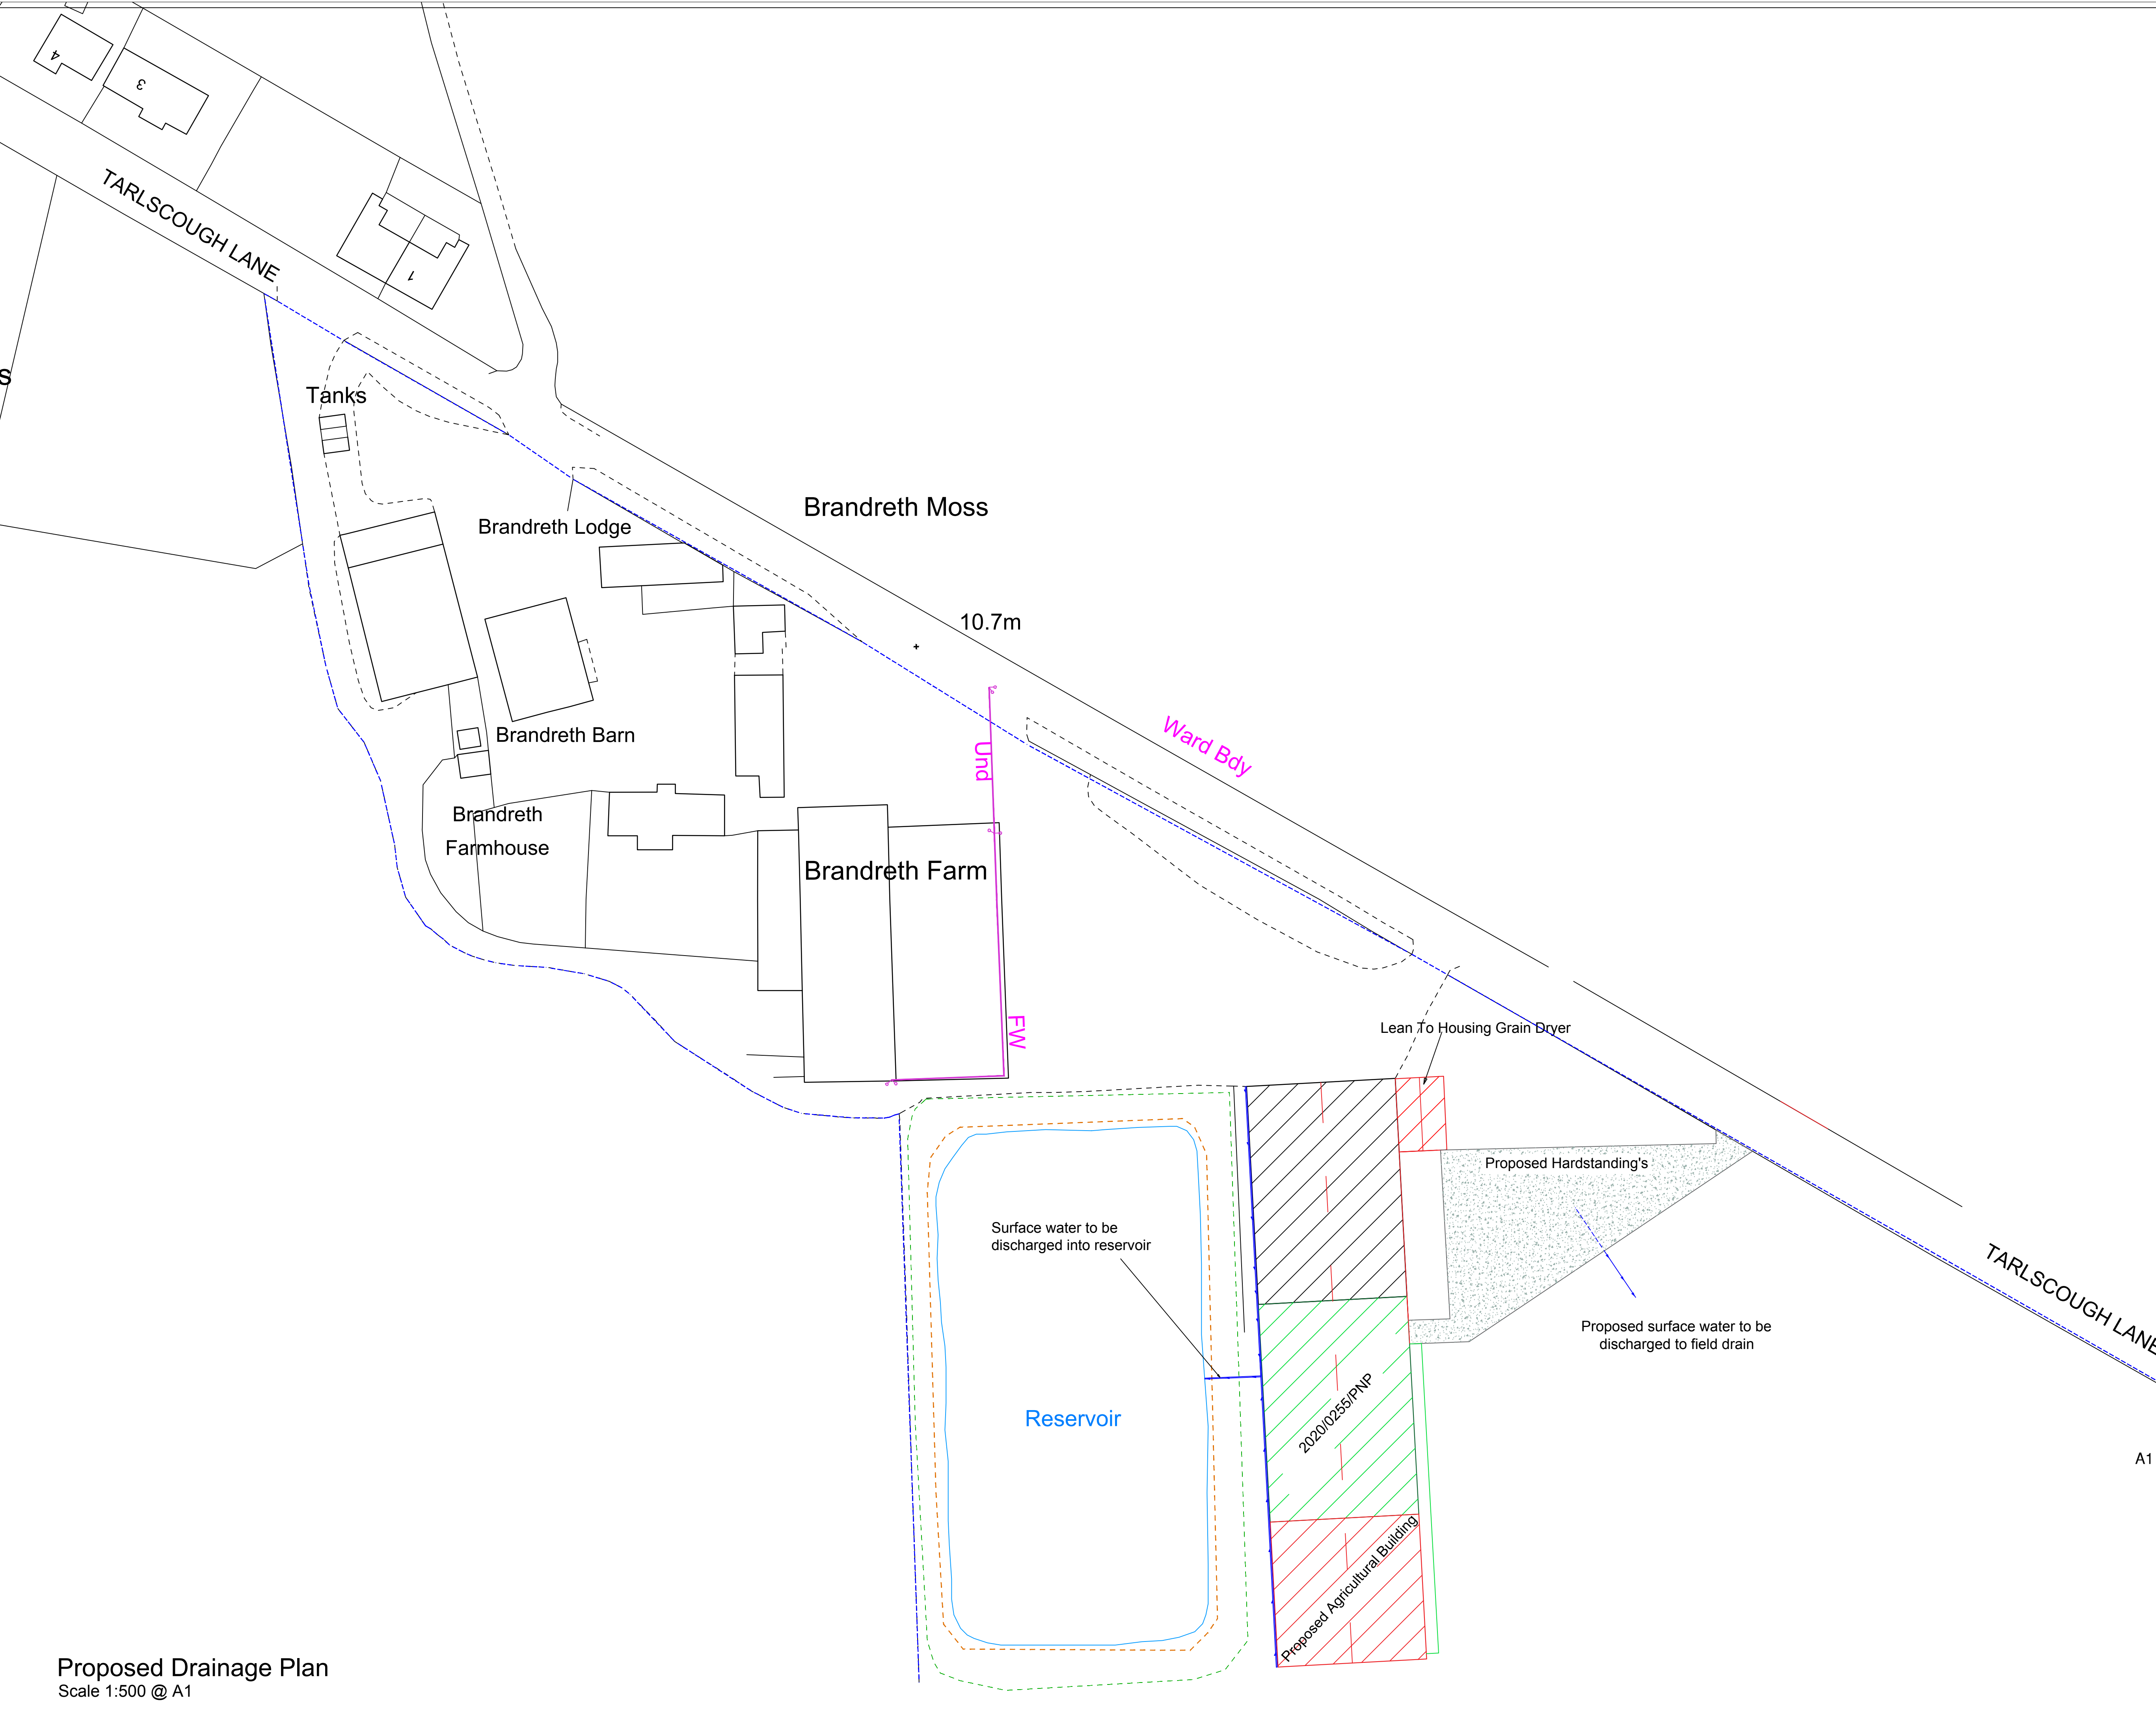 4
3
TARLSCOUGH LANE
1
s
Tanks
Brandreth Lodge
Brandreth Moss
10.7m
Brandreth Barn
Und
Ward Bdy
Brandreth
Farmhouse
Brandreth Farm
FW
Lean To Housing Grain Dryer
Proposed Hardstanding's
Surface water to be
discharged into reservoir
TARLSCOUGH LANE
Proposed surface water to be
discharged to field drain
Reservoir
2020/0255/PNP
A1
Proposed Agricultural Building
Proposed Drainage Plan
Scale 1:500 @ A1